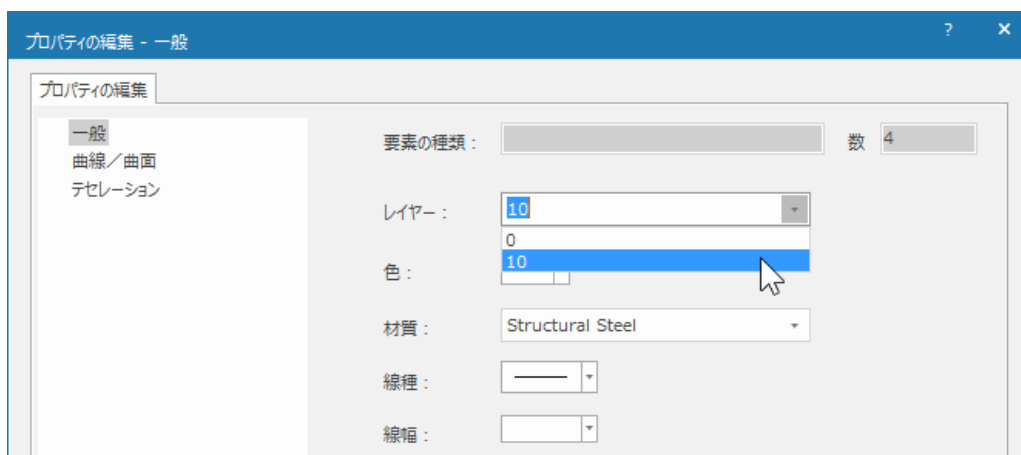 プロパティの編集 - 一般
? ×
プロパティの編集
一般
曲線／曲面
テセレーション
要素の種類：
数 4
レイヤー： 10
0
10
色：
材質： Structural Steel
線種：
線幅：